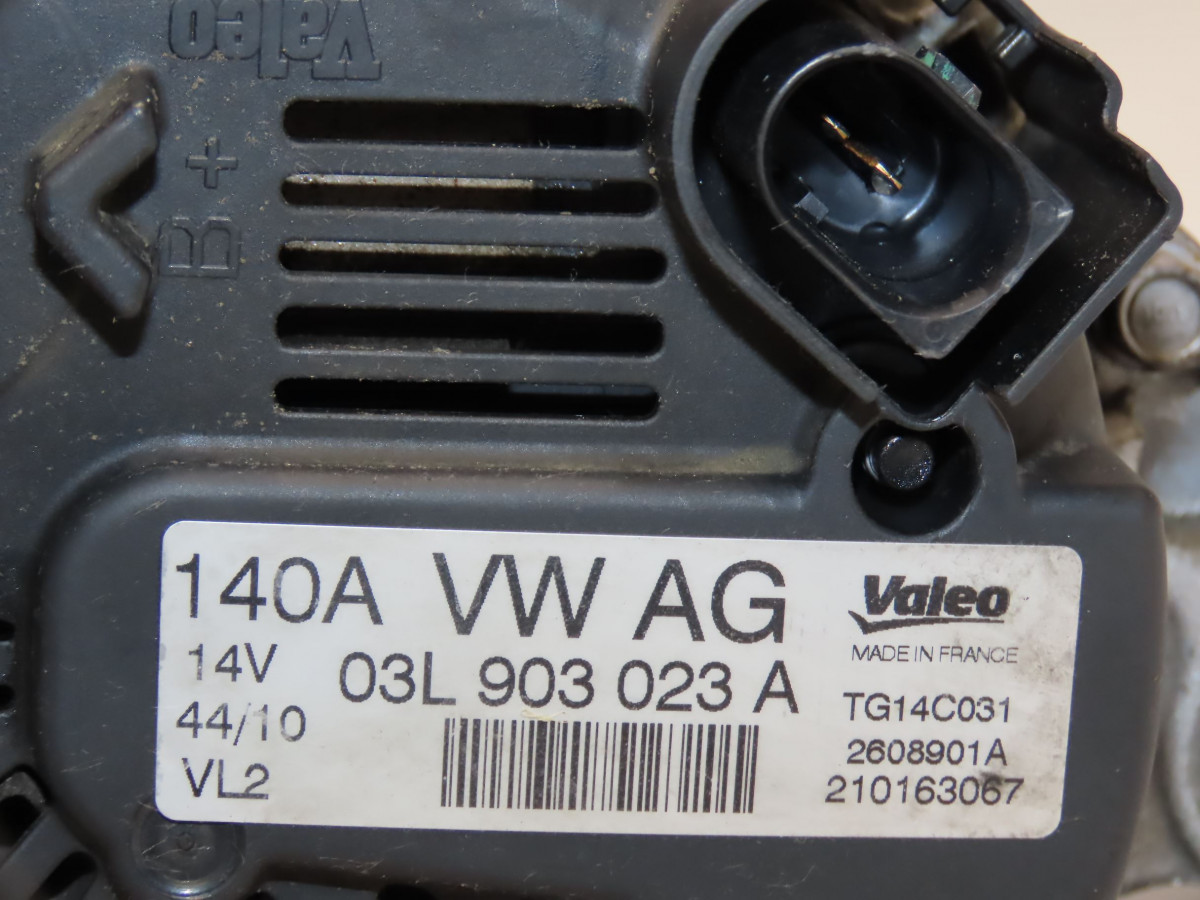 Valeo
B +
140A VW AG
14V 03L 903 023 A
44/10
VL2
Valeo
MADE IN FRANCE
TG14C031
2608901A
210163067